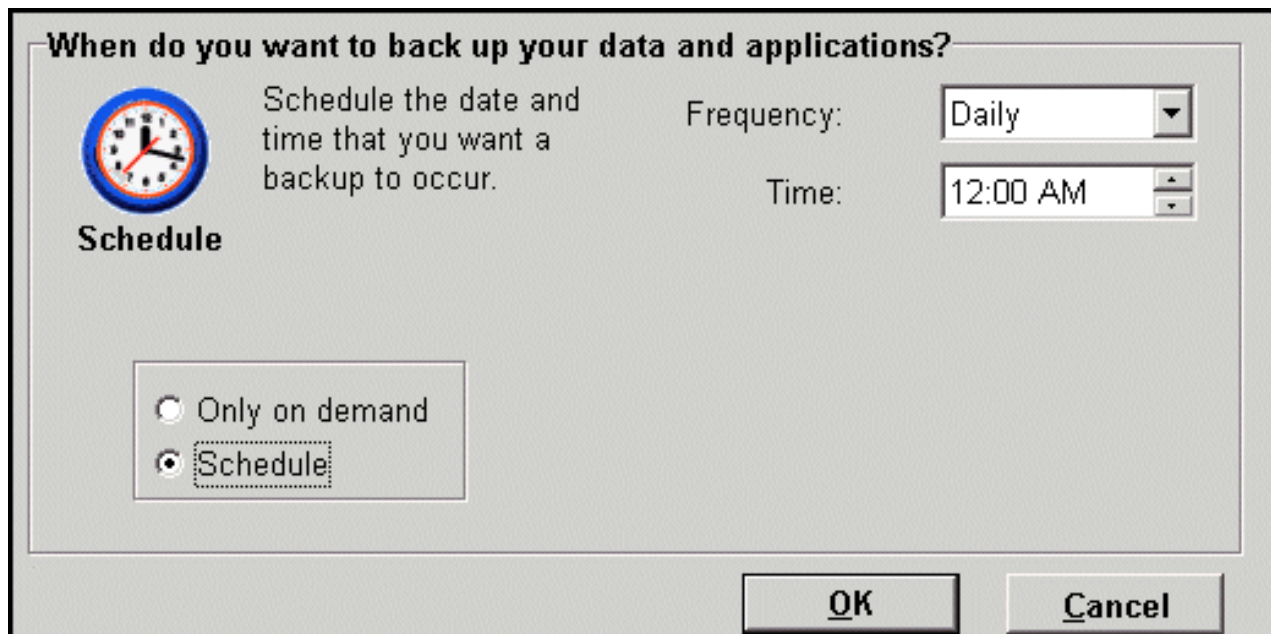 When do you want to back up your data and applications?
Schedule the date and
time that you want a
backup to occur.
Schedule
Frequency:
Daily
Time:
12:00 AM
Only on demand
Schedule
OK
Cancel